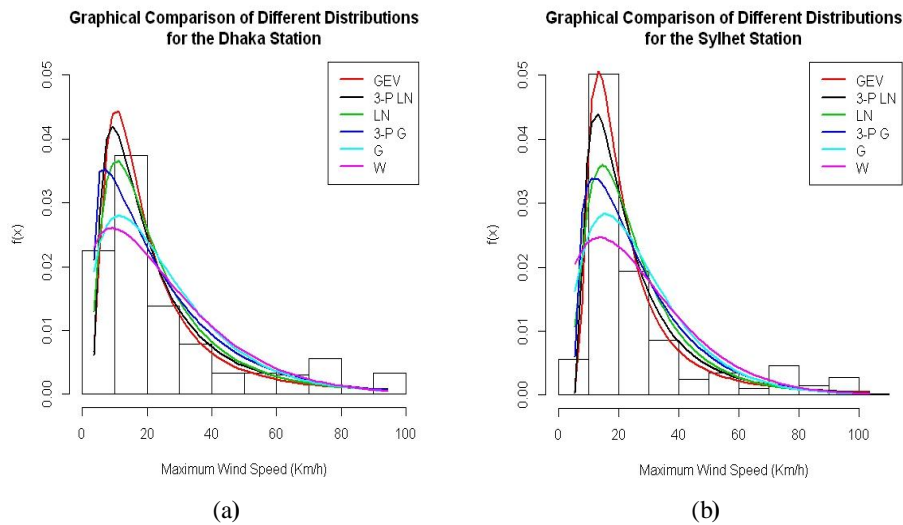 Graphical Comparison of Different Distributions
for the Dhaka Station
0.05
0.04
0.03
0.02
0.01
0.00
f(x)
GEV
3-P LN
LN
3-P G
G
W
0 20 40 60 80 100
Maximum Wind Speed (Km/h)
(a)
Graphical Comparison of Different Distributions
for the Sylhet Station
0.05
0.04
0.03
0.02
0.01
0.00
f(x)
GEV
3-P LN
LN
3-P G
G
W
0 20 40 60 80 100
Maximum Wind Speed (Km/h)
(b)